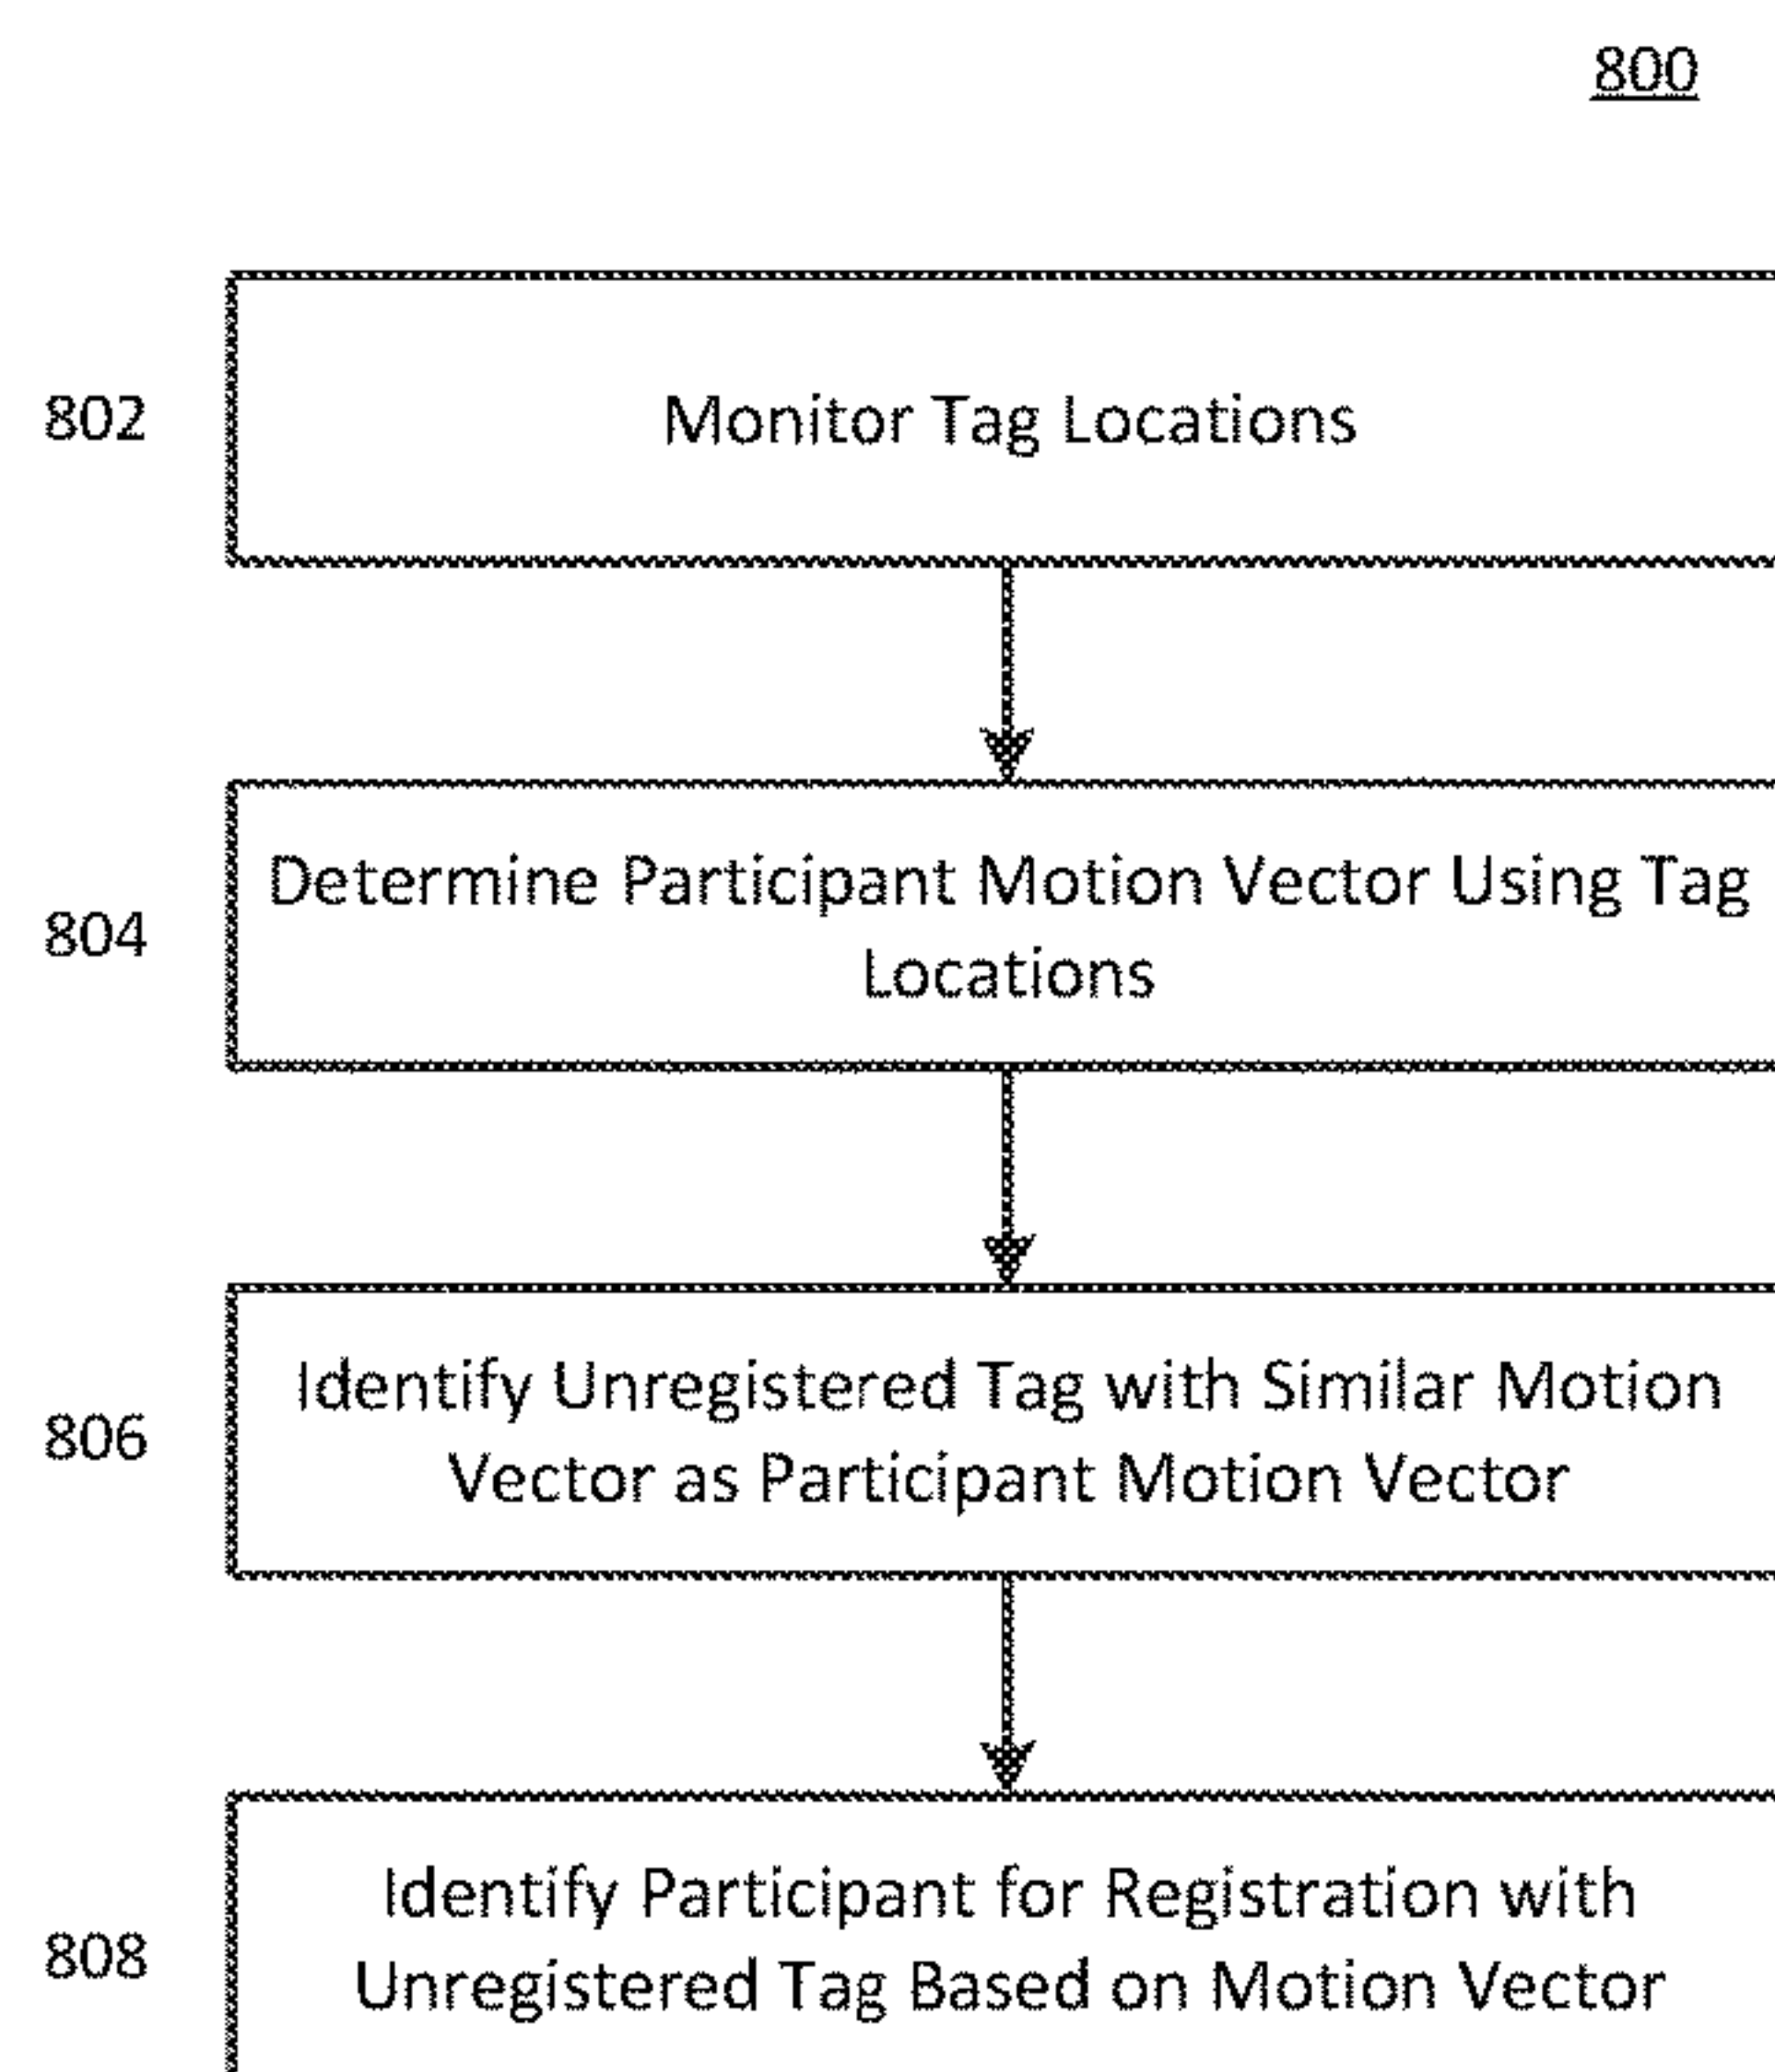 800
802
Monitor Tag Locations
804
Determine Participant Motion Vector Using Tag
Locations
806
Identify Unregistered Tag with Similar Motion
Vector as Participant Motion Vector
808
Identify Participant for Registration with
Unregistered Tag Based on Motion Vector